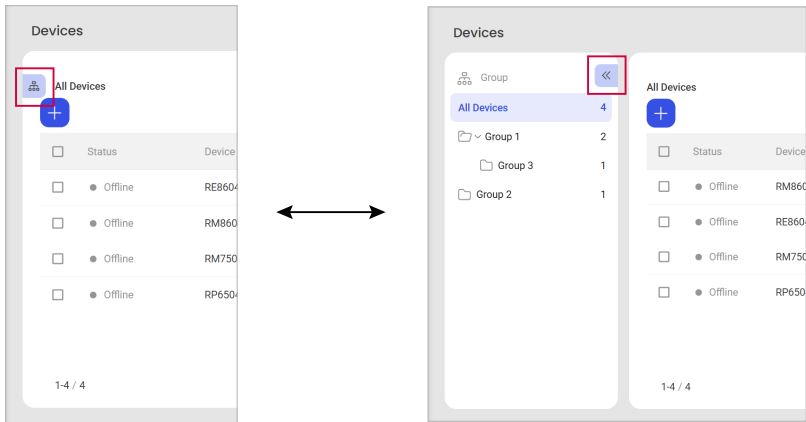 Devices
All Devices
Status Device
Offline RE8604
Offline RM860
Offline RM750
Offline RP6504
1-4 / 4
Devices
Group
All Devices 4
Group 1 2
Group 3 1
Group 2 1
All Devices
Status Device
Offline RM860
Offline RE860
Offline RM750
Offline RP650
1-4 / 4